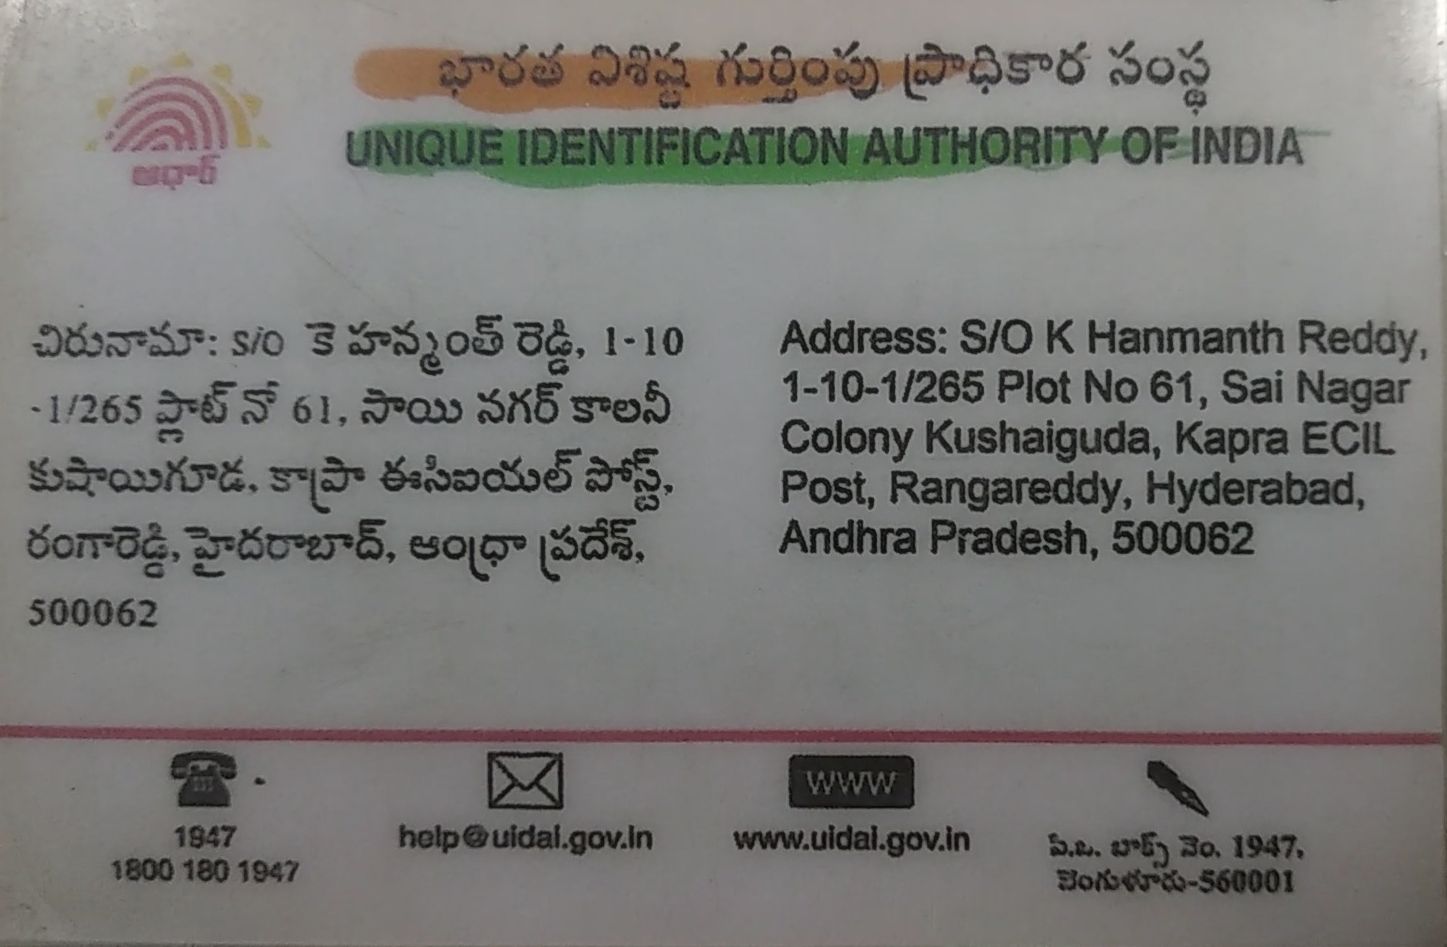 భారత విశిష్ట గుర్తింపు ప్రాధికార సంస్థ
UNIQUE IDENTIFICATION AUTHORITY OF INDIA
ఆధార్
చిరునామా: S/O కె హన్మంత్ రెడ్డి, 1-10
-1/265 ప్లాట్ నో 61, సాయి నగర్ కాలనీ
కుషాయిగూడ, కాప్రా ఈసిఐయల్ పోస్ట్,
రంగారెడ్డి, హైదరాబాద్, ఆంధ్రా ప్రదేశ్,
500062
Address: S/O K Hanmanth Reddy,
1-10-1/265 Plot No 61, Sai Nagar
Colony Kushaiguda, Kapra ECIL
Post, Rangareddy, Hyderabad,
Andhra Pradesh, 500062
1947
1800 180 1947
help@uidai.gov.in
WWW
www.uidai.gov.in
పి.ఒ. బాక్స్ నెం. 1947,
బెంగుళూరు-560001